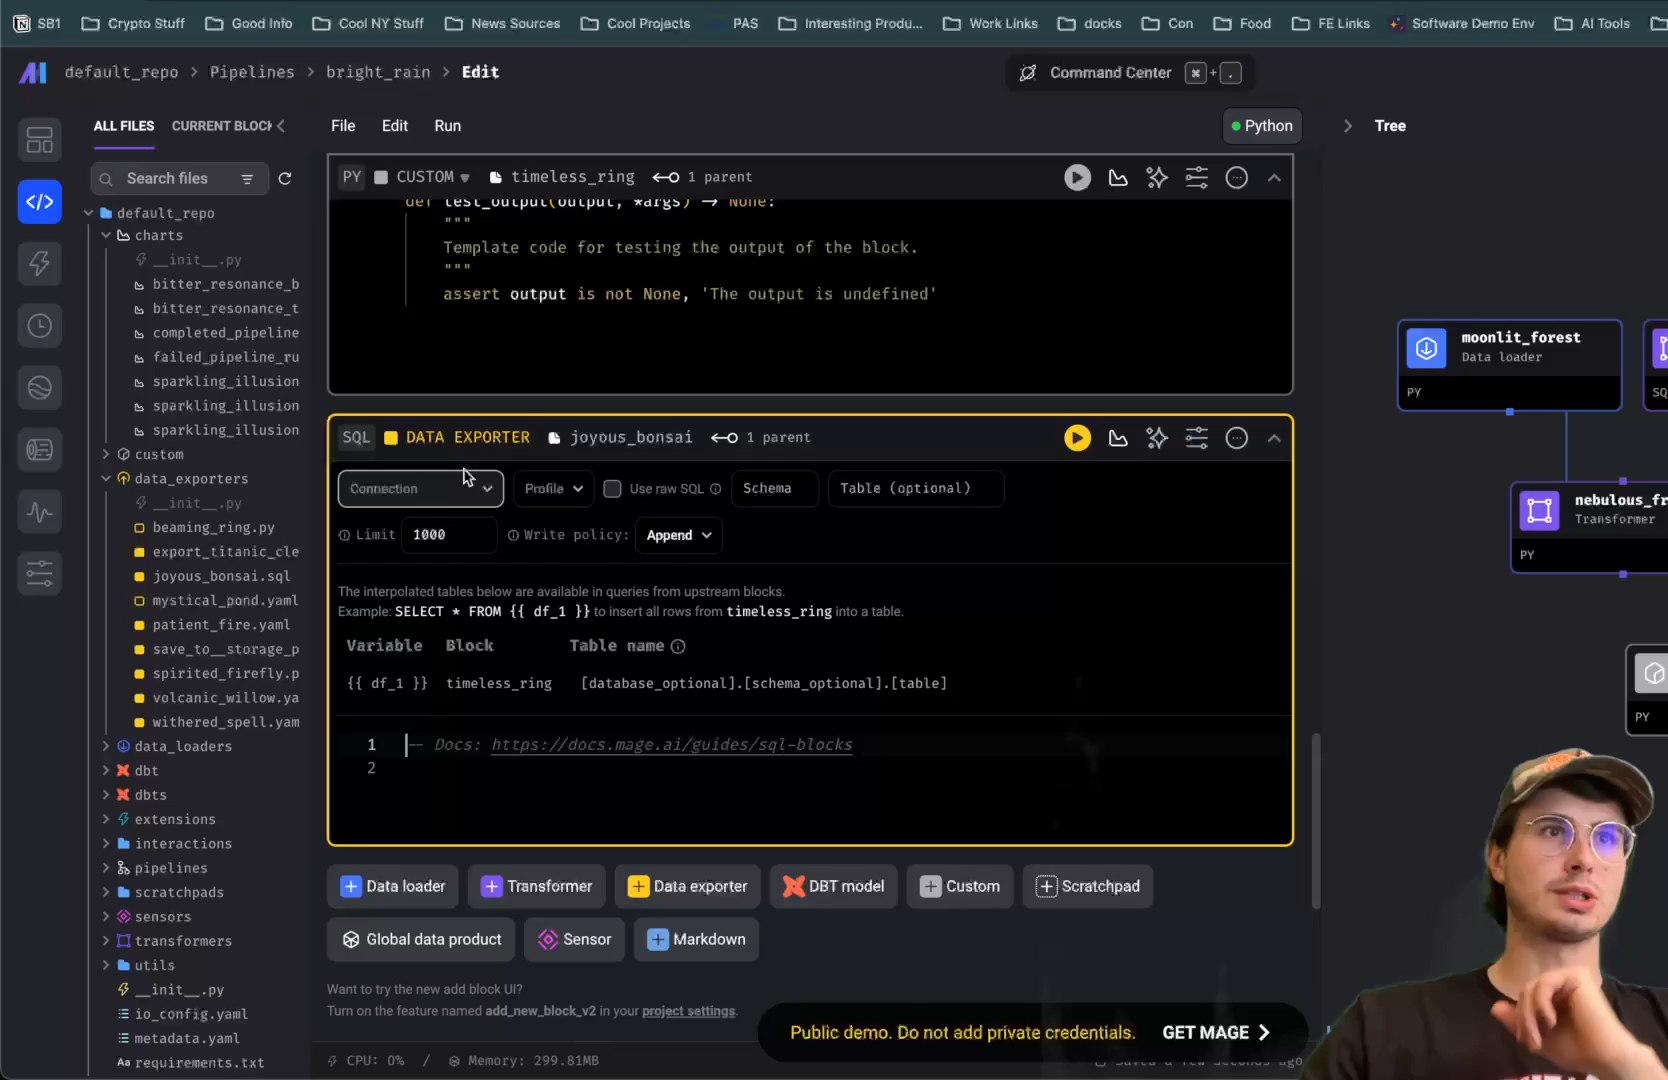 SB1 Crypto Stuff Good Info Cool NY Stuff News Sources Cool Projects PAS Interesting Produ... Work Links docks Con Food FE Links Software Demo Env AI Tools
default_repo > Pipelines > bright_rain > Edit
Command Center ⌘ + .
ALL FILES CURRENT BLOCK
File Edit Run
Python
Tree
Search files
default_repo
charts
__init__.py
bitter_resonance_b
bitter_resonance_t
completed_pipeline
failed_pipeline_ru
sparkling_illusion
sparkling_illusion
sparkling_illusion
custom
data_exporters
__init__.py
beaming_ring.py
export_titanic_cle
joyous_bonsai.sql
mystical_pond.yaml
patient_fire.yaml
save_to__storage_p
spirited_firefly.p
volcanic_willow.ya
withered_spell.yam
data_loaders
dbt
dbts
extensions
interactions
pipelines
scratchpads
sensors
transformers
utils
__init__.py
io_config.yaml
metadata.yaml
requirements.txt
PY CUSTOM timeless_ring 1 parent
def test_output(output, *args) → None:
"""
Template code for testing the output of the block.
"""
assert output is not None, 'The output is undefined'
SQL DATA EXPORTER joyous_bonsai 1 parent
Connection Profile Use raw SQL Schema Table (optional)
Limit 1000 Write policy: Append
The interpolated tables below are available in queries from upstream blocks.
Example: SELECT * FROM {{ df_1 }} to insert all rows from timeless_ring into a table.
Variable Block Table name
{{ df_1 }} timeless_ring [database_optional].[schema_optional].[table]
1 -- Docs: https://docs.mage.ai/guides/sql-blocks
2
Data loader Transformer Data exporter DBT model Custom Scratchpad
Global data product Sensor Markdown
Want to try the new add block UI?
Turn on the feature named add_new_block_v2 in your project settings.
Public demo. Do not add private credentials. GET MAGE
CPU: 0% / Memory: 299.81MB
Saved a few seconds ago
moonlit_forest
Data loader
PY
SQ
nebulous_fr
Transformer
PY
PY